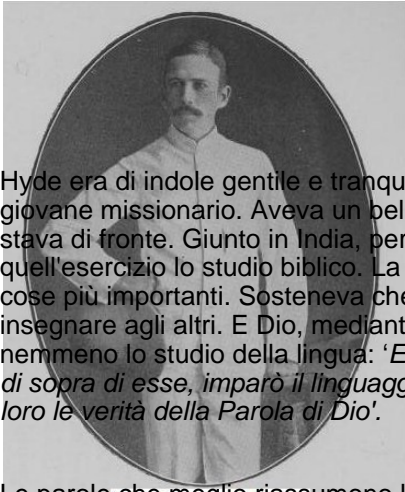 Hyde era di indole gentile e tranqu
giovane missionario. Aveva un bel
stava di fronte. Giunto in India, per
quell'esercizio lo studio biblico. La
cose più importanti. Sosteneva che
insegnare agli altri. E Dio, mediant
nemmeno lo studio della lingua: 'E
di sopra di esse, imparò il linguagg
loro le verità della Parola di Dio'.
Le parole che meglio riassumono l